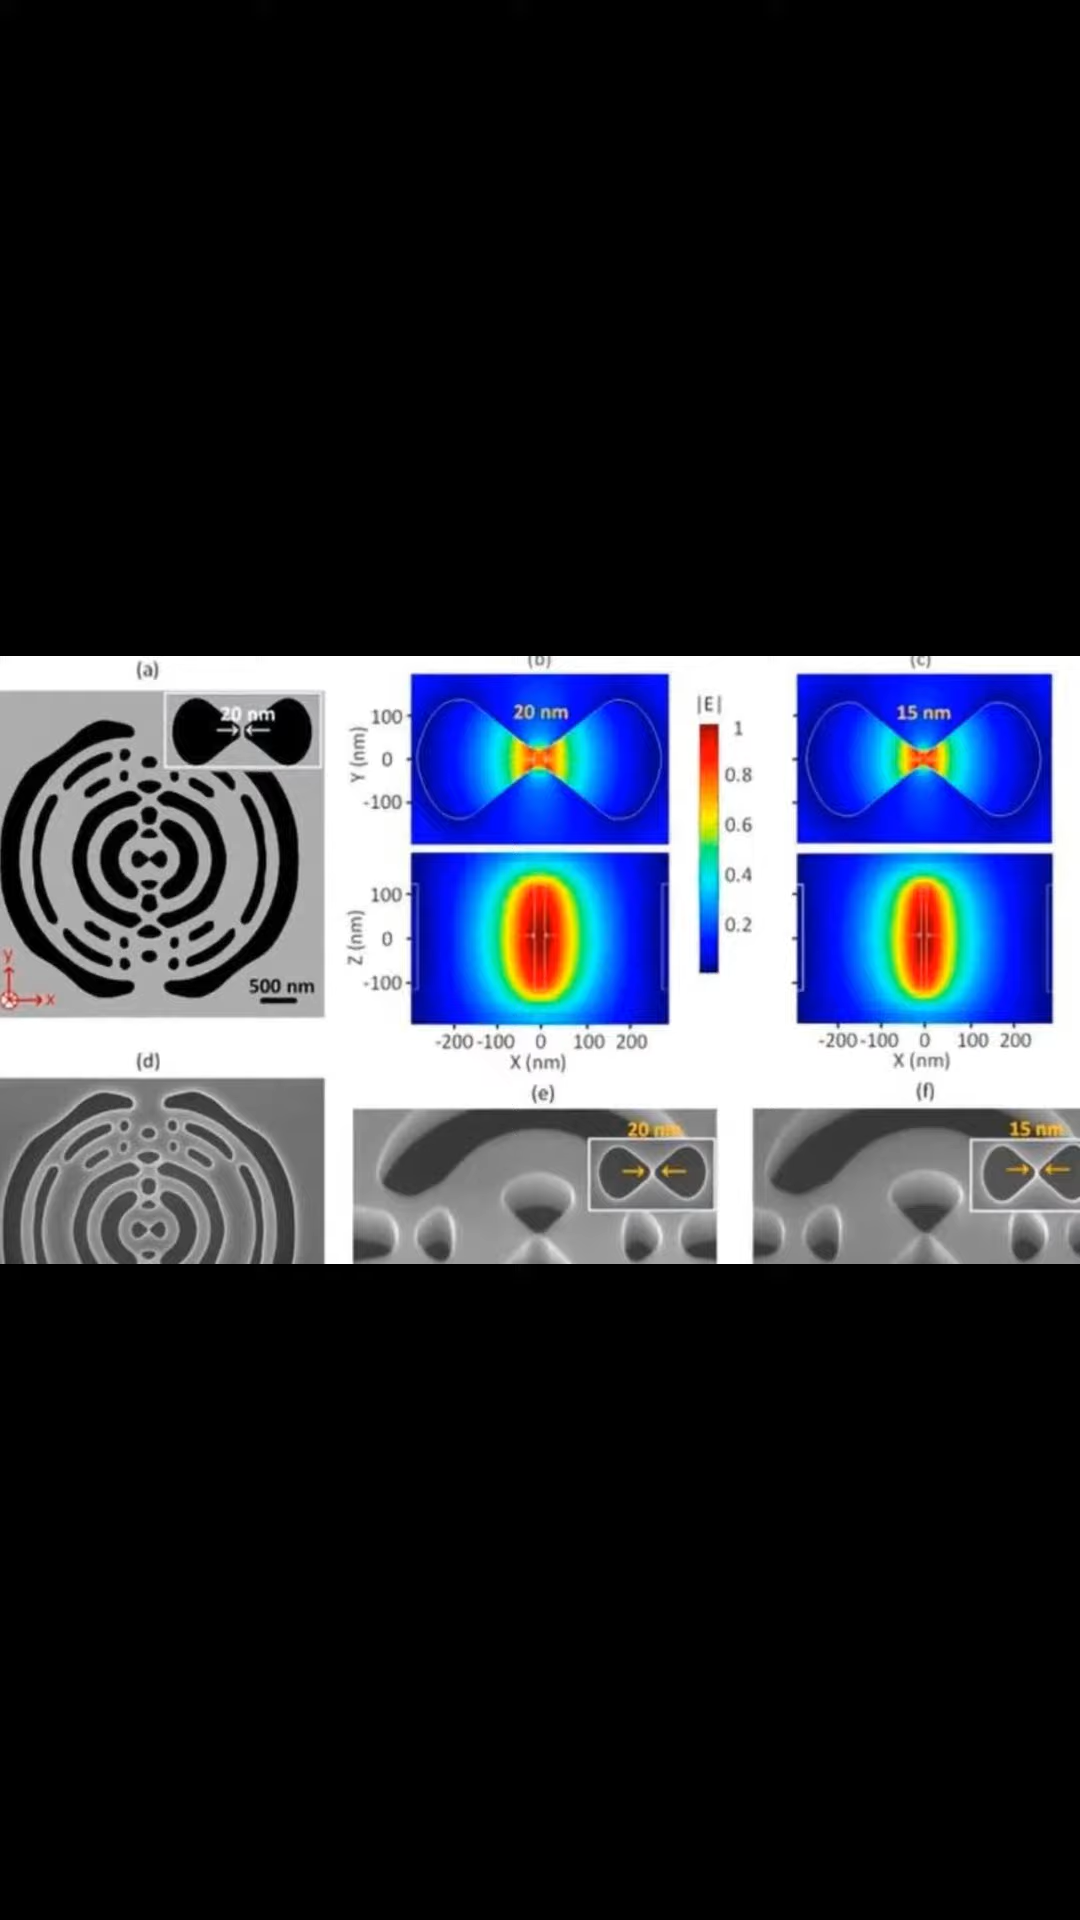 (a)
(b)
(c)
20 nm
500 nm
y
x
20 nm
|E|
15 nm
Y (nm)
100
0
-100
1
0.8
0.6
0.4
0.2
Z (nm)
100
0
-100
-200 -100 0 100 200
X (nm)
-200 -100 0 100 200
X (nm)
(d)
(e)
(f)
20 nm
15 nm